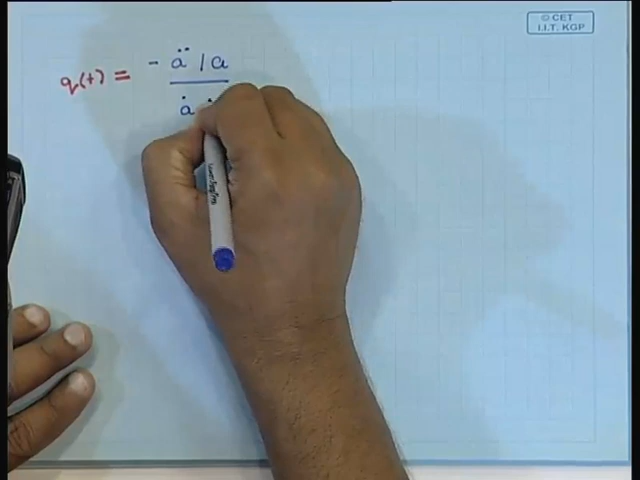 © CET
I.I.T. KGP
q(t) = - ä / a
ȧ